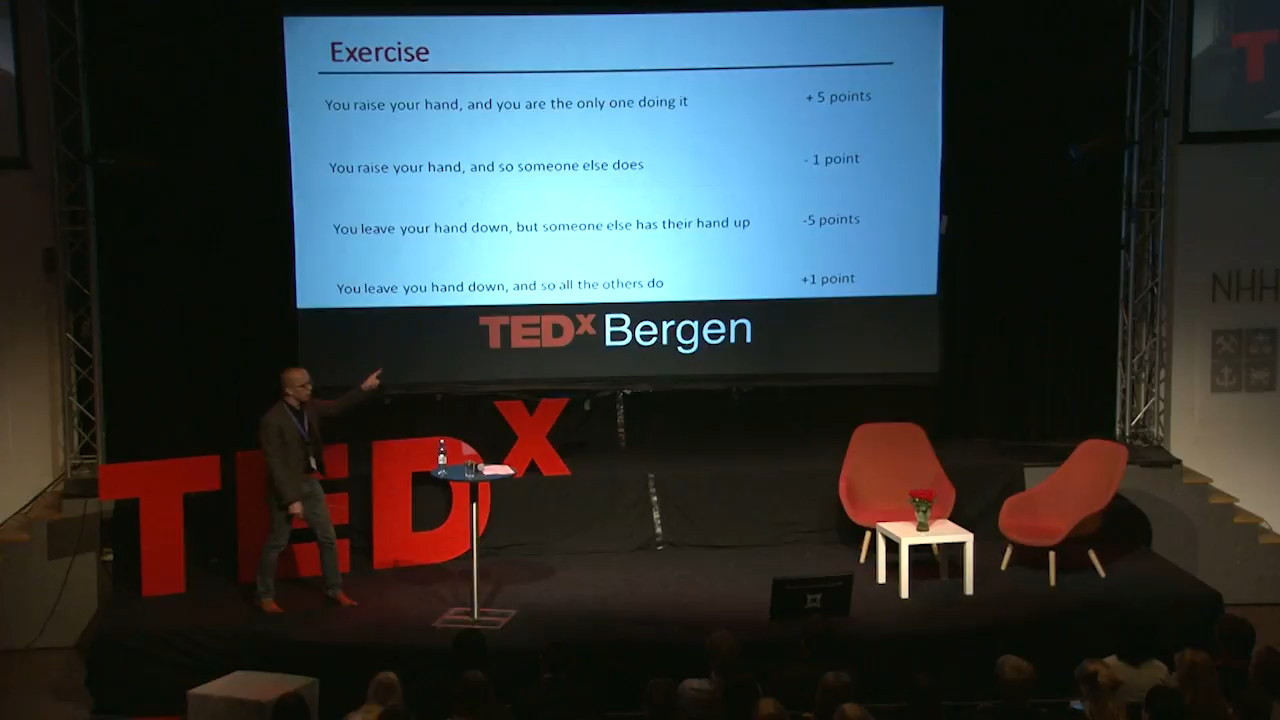 Exercise
You raise your hand, and you are the only one doing it + 5 points
You raise your hand, and so someone else does - 1 point
You leave your hand down, but someone else has their hand up -5 points
You leave you hand down, and so all the others do +1 point
TEDx Bergen
TEDx
T
NHH